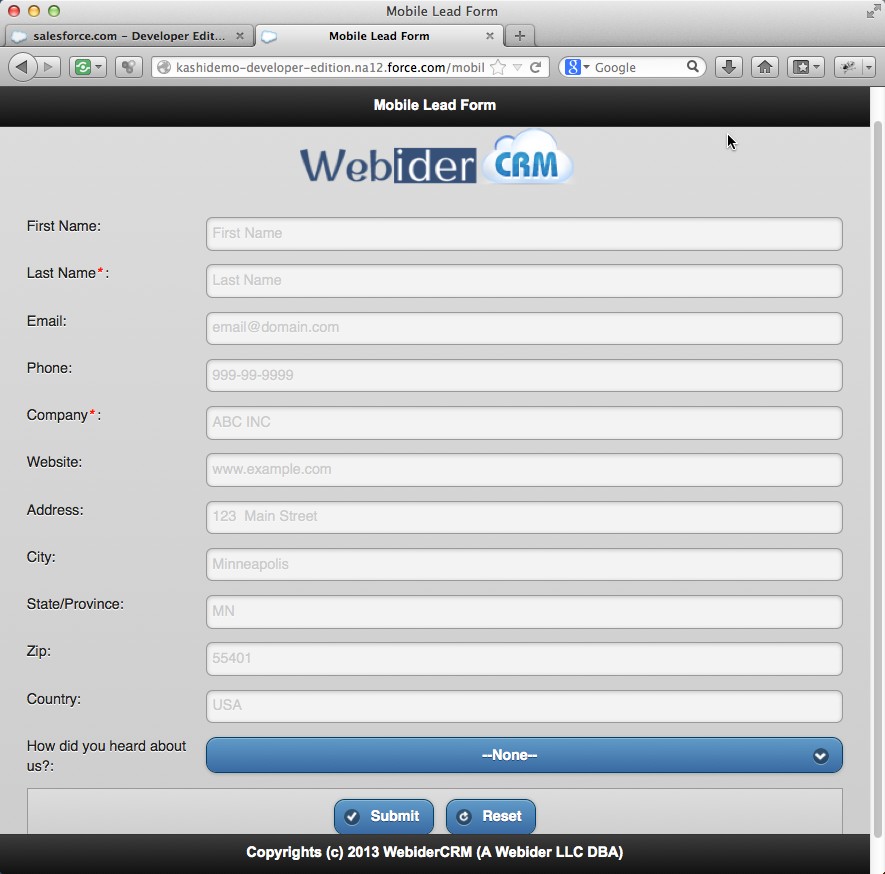 Mobile Lead Form
salesforce.com – Developer Edit...
Mobile Lead Form
kashidemo-developer-edition.na12.force.com/mobil
Google
Mobile Lead Form
Webider CRM
First Name:
First Name
Last Name*:
Last Name
Email:
email@domain.com
Phone:
999-99-9999
Company*:
ABC INC
Website:
www.example.com
Address:
123 Main Street
City:
Minneapolis
State/Province:
MN
Zip:
55401
Country:
USA
How did you heard about
us?:
--None--
Submit
Reset
Copyrights (c) 2013 WebiderCRM (A Webider LLC DBA)